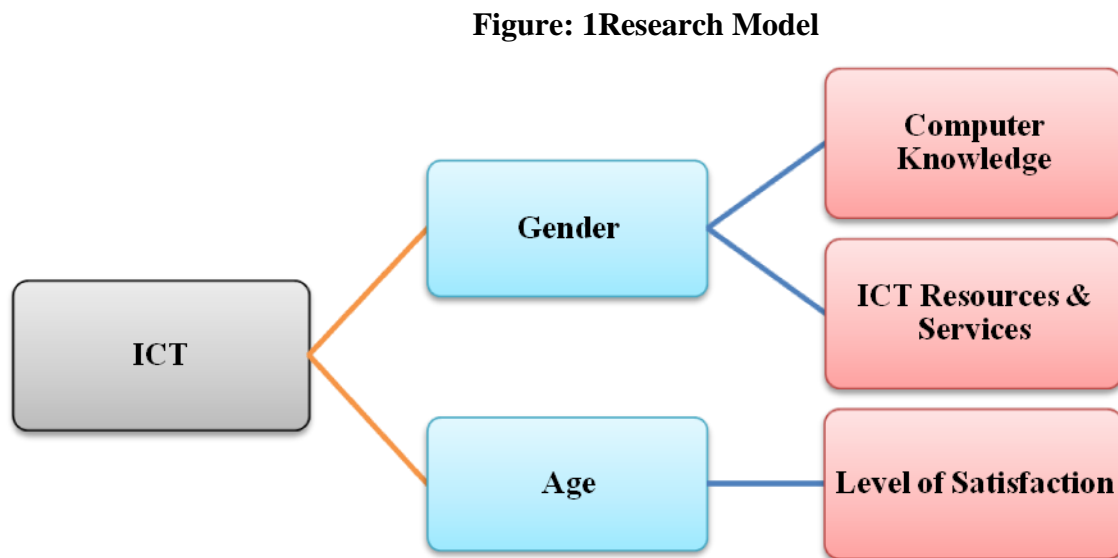 Figure: 1Research Model
Computer
Knowledge
Gender
ICT Resources &
Services
ICT
Age
Level of Satisfaction